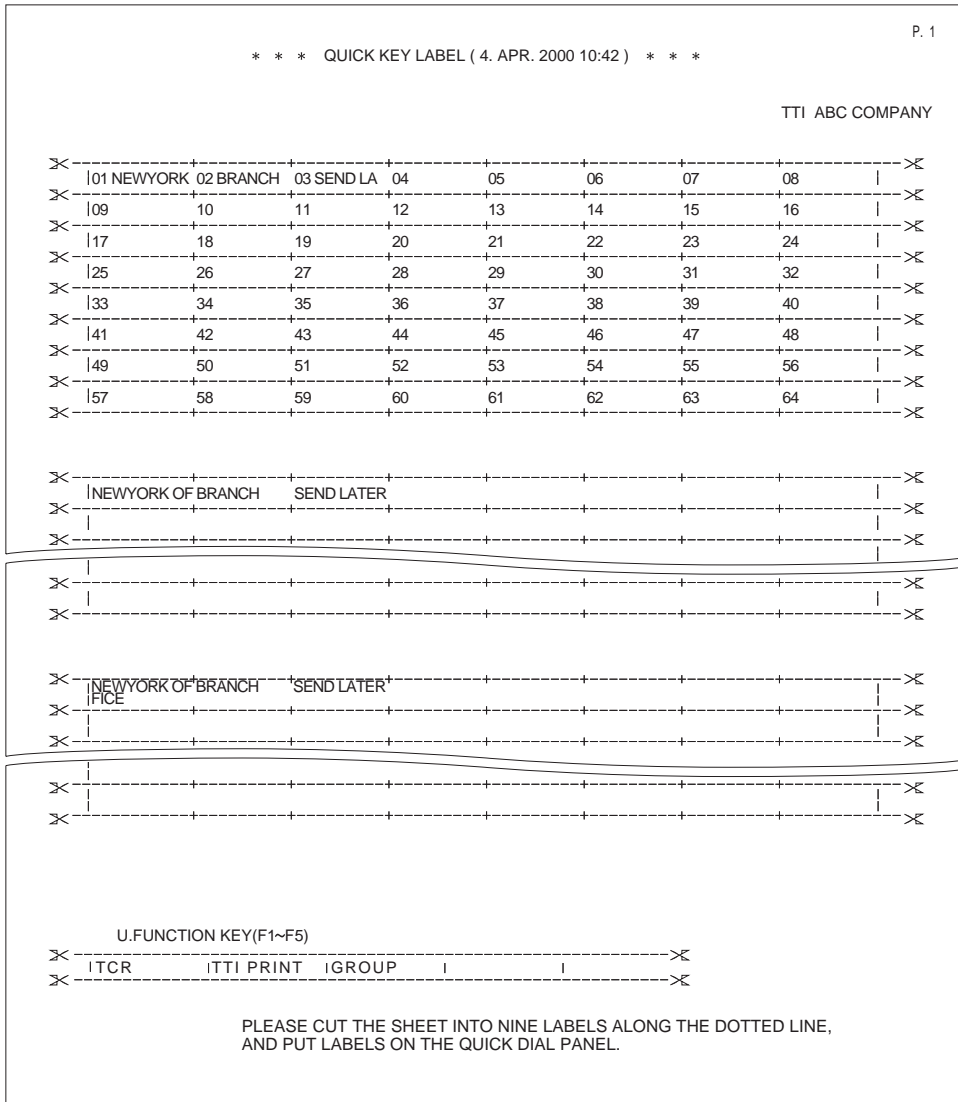 P. 1
* * * QUICK KEY LABEL ( 4. APR. 2000 10:42 ) * * *
TTI ABC COMPANY
01 NEWYORK 02 BRANCH 03 SEND LA 04 05 06 07 08
09 10 11 12 13 14 15 16
17 18 19 20 21 22 23 24
25 26 27 28 29 30 31 32
33 34 35 36 37 38 39 40
41 42 43 44 45 46 47 48
49 50 51 52 53 54 55 56
57 58 59 60 61 62 63 64
NEWYORK OF BRANCH SEND LATER
NEWYORK OF BRANCH SEND LATER
FICE
U.FUNCTION KEY(F1~F5)
TCR TTI PRINT GROUP
PLEASE CUT THE SHEET INTO NINE LABELS ALONG THE DOTTED LINE,
AND PUT LABELS ON THE QUICK DIAL PANEL.